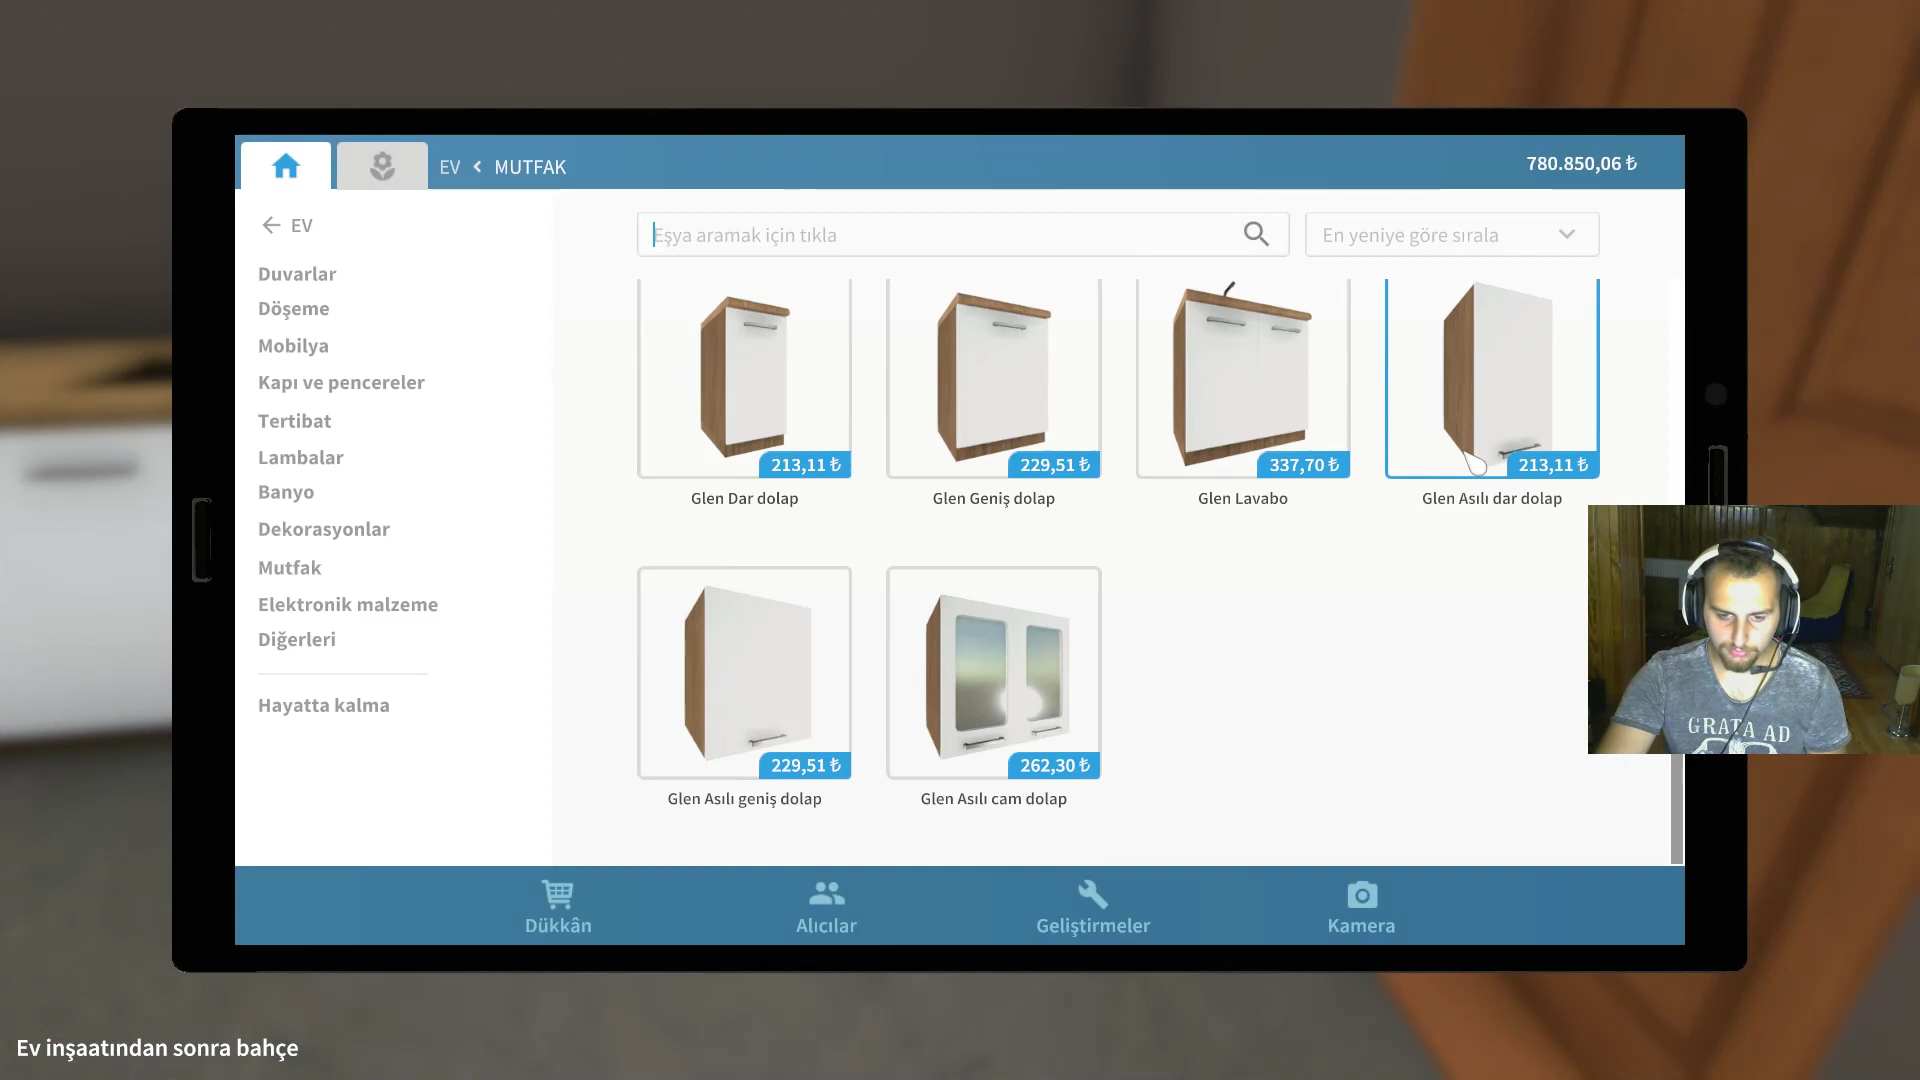 EV < MUTFAK
780.850,06 ₺
EV
Eşya aramak için tıkla
En yeniye göre sırala
Duvarlar
Döşeme
Mobilya
Kapı ve pencereler
Tertibat
Lambalar
Banyo
Dekorasyonlar
Mutfak
Elektronik malzeme
Diğerleri
Hayatta kalma
213,11 ₺
229,51 ₺
337,70 ₺
213,11 ₺
Glen Dar dolap
Glen Geniş dolap
Glen Lavabo
Glen Asılı dar dolap
229,51 ₺
262,30 ₺
Glen Asılı geniş dolap
Glen Asılı cam dolap
GRATA AD
Dükkân
Alıcılar
Geliştirmeler
Kamera
Ev inşaatından sonra bahçe